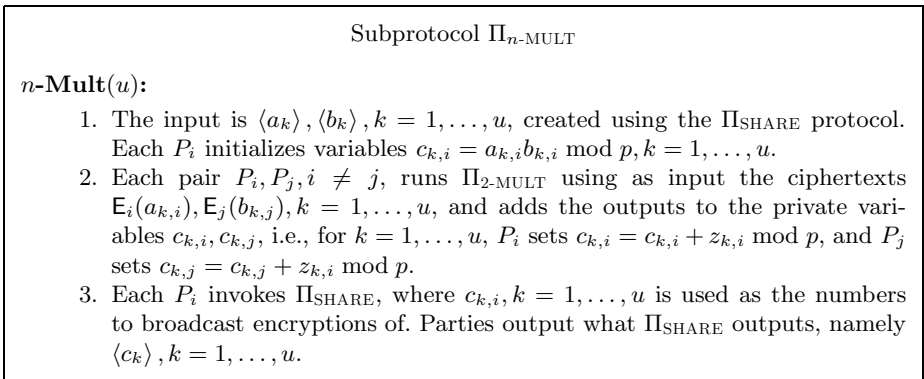 Subprotocol Π_{n-MULT}
n-Mult(u):
1. The input is ⟨a_k⟩, ⟨b_k⟩, k = 1, . . . , u, created using the Π_{SHARE} protocol.
Each P_i initializes variables c_{k,i} = a_{k,i}b_{k,i} mod p, k = 1, . . . , u.
2. Each pair P_i, P_j, i ≠ j, runs Π_{2-MULT} using as input the ciphertexts
E_i(a_{k,i}), E_j(b_{k,j}), k = 1, . . . , u, and adds the outputs to the private vari-
ables c_{k,i}, c_{k,j}, i.e., for k = 1, . . . , u, P_i sets c_{k,i} = c_{k,i} + z_{k,i} mod p, and P_j
sets c_{k,j} = c_{k,j} + z_{k,i} mod p.
3. Each P_i invokes Π_{SHARE}, where c_{k,i}, k = 1, . . . , u is used as the numbers
to broadcast encryptions of. Parties output what Π_{SHARE} outputs, namely
⟨c_k⟩, k = 1, . . . , u.